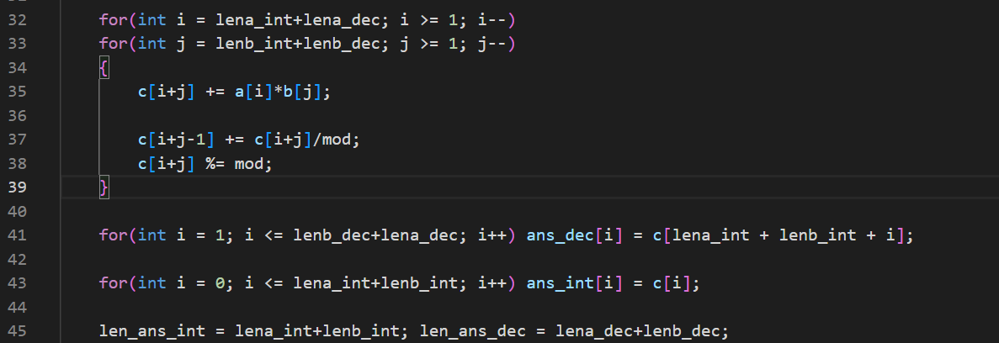 32 for(int i = lena_int+lena_dec; i >= 1; i--)
33 for(int j = lenb_int+lenb_dec; j >= 1; j--)
34 {
35 c[i+j] += a[i]*b[j];
36
37 c[i+j-1] += c[i+j]/mod;
38 c[i+j] %= mod;
39 }
40
41 for(int i = 1; i <= lenb_dec+lena_dec; i++) ans_dec[i] = c[lena_int + lenb_int + i];
42
43 for(int i = 0; i <= lena_int+lenb_int; i++) ans_int[i] = c[i];
44
45 len_ans_int = lena_int+lenb_int; len_ans_dec = lena_dec+lenb_dec;